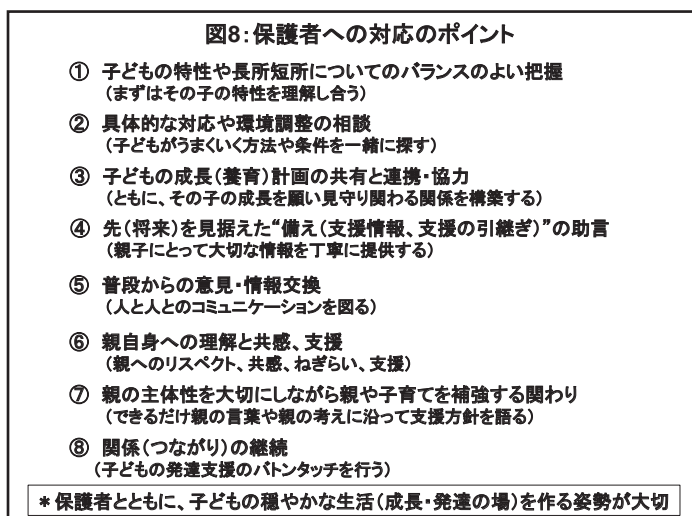 図8:保護者への対応のポイント
① 子どもの特性や長所短所についてのバランスのよい把握
(まずはその子の特性を理解し合う)
② 具体的な対応や環境調整の相談
(子どもがうまくいく方法や条件を一緒に探す)
③ 子どもの成長(養育)計画の共有と連携・協力
(ともに、その子の成長を願い見守り関わる関係を構築する)
④ 先(将来)を見据えた“備え(支援情報、支援の引継ぎ)”の助言
(親子にとって大切な情報を丁寧に提供する)
⑤ 普段からの意見・情報交換
(人と人とのコミュニケーションを図る)
⑥ 親自身への理解と共感、支援
(親へのリスペクト、共感、ねぎらい、支援)
⑦ 親の主体性を大切にしながら親や子育てを補強する関わり
(できるだけ親の言葉や親の考えに沿って支援方針を語る)
⑧ 関係(つながり)の継続
(子どもの発達支援のバトンタッチを行う)
*保護者とともに、子どもの穏やかな生活(成長・発達の場)を作る姿勢が大切